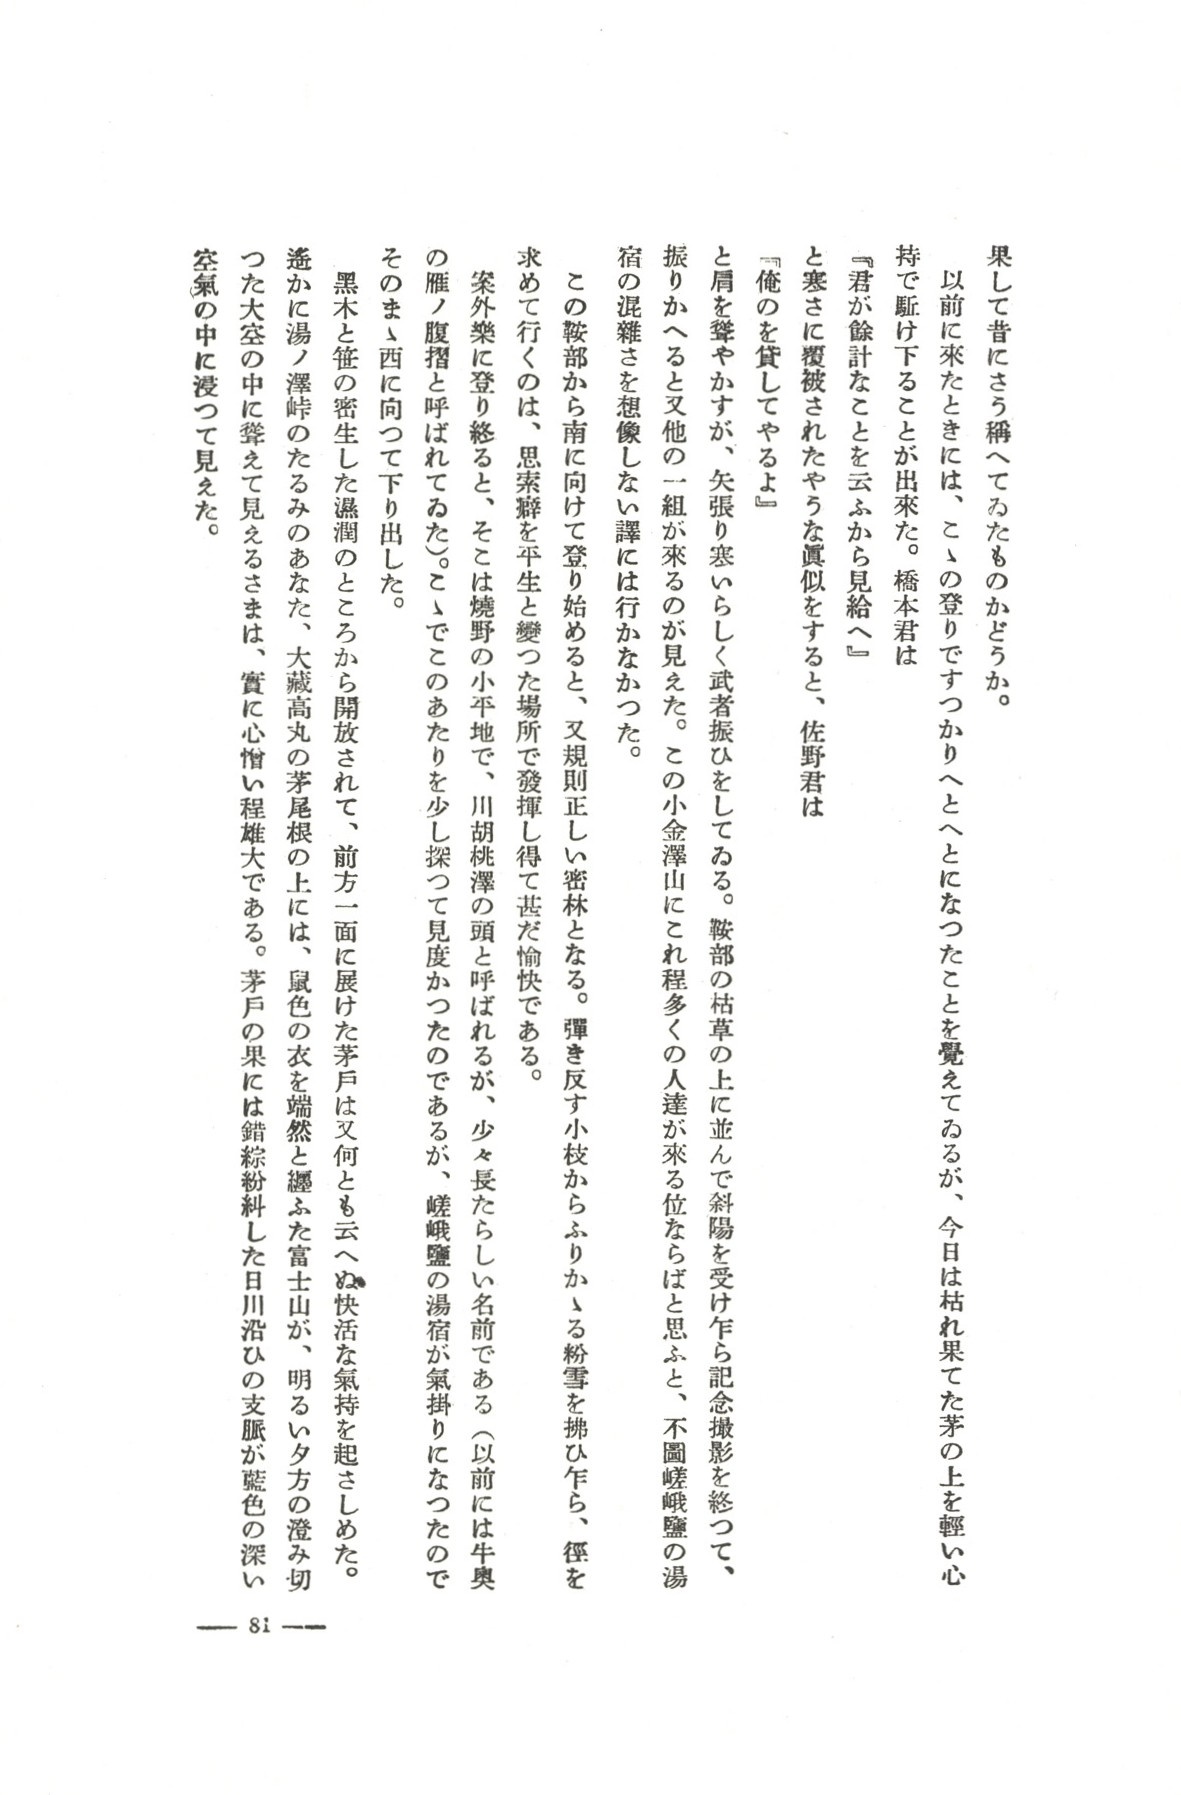 果して昔にさう稱へてゐたものかどうか。
以前に來たときには、こゝの登りですつかりへとへとになつたことを覺えてゐるが、今日は枯れ果てた茅の上を輕い心
持で駈け下ることが出來た。橋本君は
『君が餘計なことを云ふから見給へ』
と寒さに覆被されたやうな眞似をすると、佐野君は
『俺のを貸してやるよ』
と肩を聳やかすが、矢張り寒いらしく武者振ひをしてゐる。鞍部の枯草の上に並んで斜陽を受け乍ら記念撮影を終つて、
振りかへると又他の一組が來るのが見えた。この小金澤山にこれ程多くの人達が來る位ならばと思ふと、不圖嵯峨鹽の湯
宿の混雜さを想像しない譯には行かなかつた。
この鞍部から南に向けて登り始めると、又規則正しい密林となる。彈き反す小枝からふりかゝる粉雪を拂ひ乍ら、徑を
求めて行くのは、思索癖を平生と變つた場所で發揮し得て甚だ愉快である。
案外樂に登り終ると、そこは燒野の小平地で、川胡桃澤の頭と呼ばれるが、少々長たらしい名前である（以前には牛奥
の雁ノ腹摺と呼ばれてゐた）。こゝでこのあたりを少し探つて見度かつたのであるが、嵯峨鹽の湯宿が氣掛りになつたので
そのまゝ西に向つて下り出した。
黑木と笹の密生した濕潤のところから開放されて、前方一面に展けた茅戶は又何とも云へぬ快活な氣持を起さしめた。
遙かに湯ノ澤峠のたるみのあなた、大藏高丸の茅尾根の上には、鼠色の衣を端然と纒ふた富士山が、明るい夕方の澄み切
つた大空の中に聳えて見えるさまは、實に心憎い程雄大である。茅戶の果には錯綜紛糾した日川沿ひの支脈が藍色の深い
空氣の中に浸つて見えた。
— 81 —